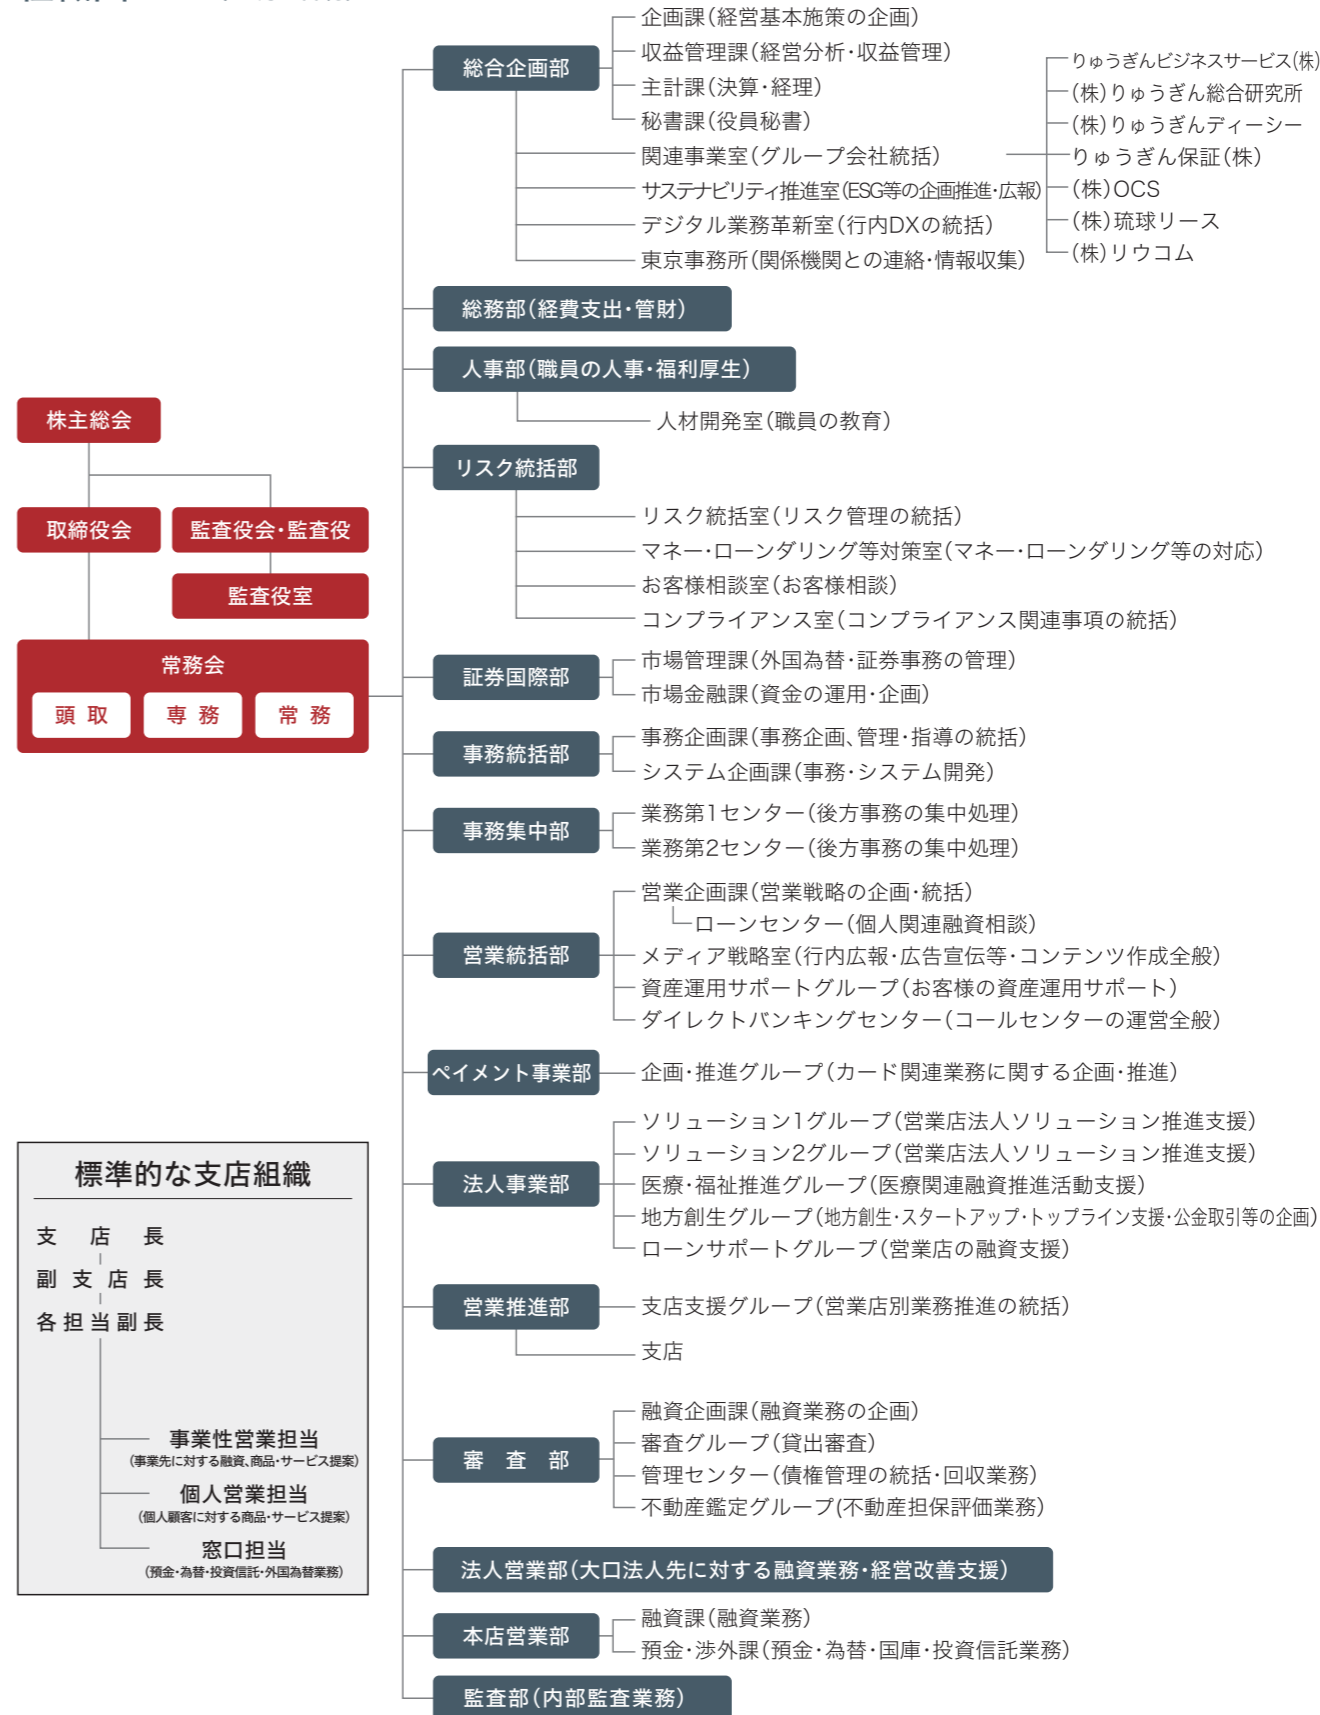 株主総会
取締役会
監査役会・監査役
監査役室
常務会
頭取
専務
常務
総合企画部
企画課(経営基本施策の企画)
収益管理課(経営分析・収益管理)
主計課(決算・経理)
秘書課(役員秘書)
関連事業室(グループ会社統括)
りゅうぎんビジネスサービス(株)
(株)りゅうぎん総合研究所
(株)りゅうぎんディーシー
りゅうぎん保証(株)
(株)OCS
(株)琉球リース
(株)リウコム
サステナビリティ推進室(ESG等の企画推進・広報)
デジタル業務革新室(行内DXの統括)
東京事務所(関係機関との連絡・情報収集)
総務部(経費支出・管財)
人事部(職員の人事・福利厚生)
人材開発室(職員の教育)
リスク統括部
リスク統括室(リスク管理の統括)
マネー・ローンダリング等対策室(マネー・ローンダリング等の対応)
お客様相談室(お客様相談)
コンプライアンス室(コンプライアンス関連事項の統括)
証券国際部
市場管理課(外国為替・証券事務の管理)
市場金融課(資金の運用・企画)
事務統括部
事務企画課(事務企画、管理・指導の統括)
システム企画課(事務・システム開発)
事務集中部
業務第1センター(後方事務の集中処理)
業務第2センター(後方事務の集中処理)
営業統括部
営業企画課(営業戦略の企画・統括)
ローンセンター(個人関連融資相談)
メディア戦略室(行内広報・広告宣伝等・コンテンツ作成全般)
資産運用サポートグループ(お客様の資産運用サポート)
ダイレクトバンキングセンター(コールセンターの運営全般)
ペイメント事業部
企画・推進グループ(カード関連業務に関する企画・推進)
法人事業部
ソリューション1グループ(営業店法人ソリューション推進支援)
ソリューション2グループ(営業店法人ソリューション推進支援)
医療・福祉推進グループ(医療関連融資推進活動支援)
地方創生グループ(地方創生・スタートアップ・トップライン支援・公金取引等の企画)
ローンサポートグループ(営業店の融資支援)
営業推進部
支店支援グループ(営業店別業務推進の統括)
支店
審査部
融資企画課(融資業務の企画)
審査グループ(貸出審査)
管理センター(債権管理の統括・回収業務)
不動産鑑定グループ(不動産担保評価業務)
法人営業部(大口法人先に対する融資業務・経営改善支援)
本店営業部
融資課(融資業務)
預金・渉外課(預金・為替・国庫・投資信託業務)
監査部(内部監査業務)
標準的な支店組織
支店長
副支店長
各担当副長
事業性営業担当
(事業先に対する融資、商品・サービス提案)
個人営業担当
(個人顧客に対する商品・サービス提案)
窓口担当
(預金・為替・投資信託・外国為替業務)